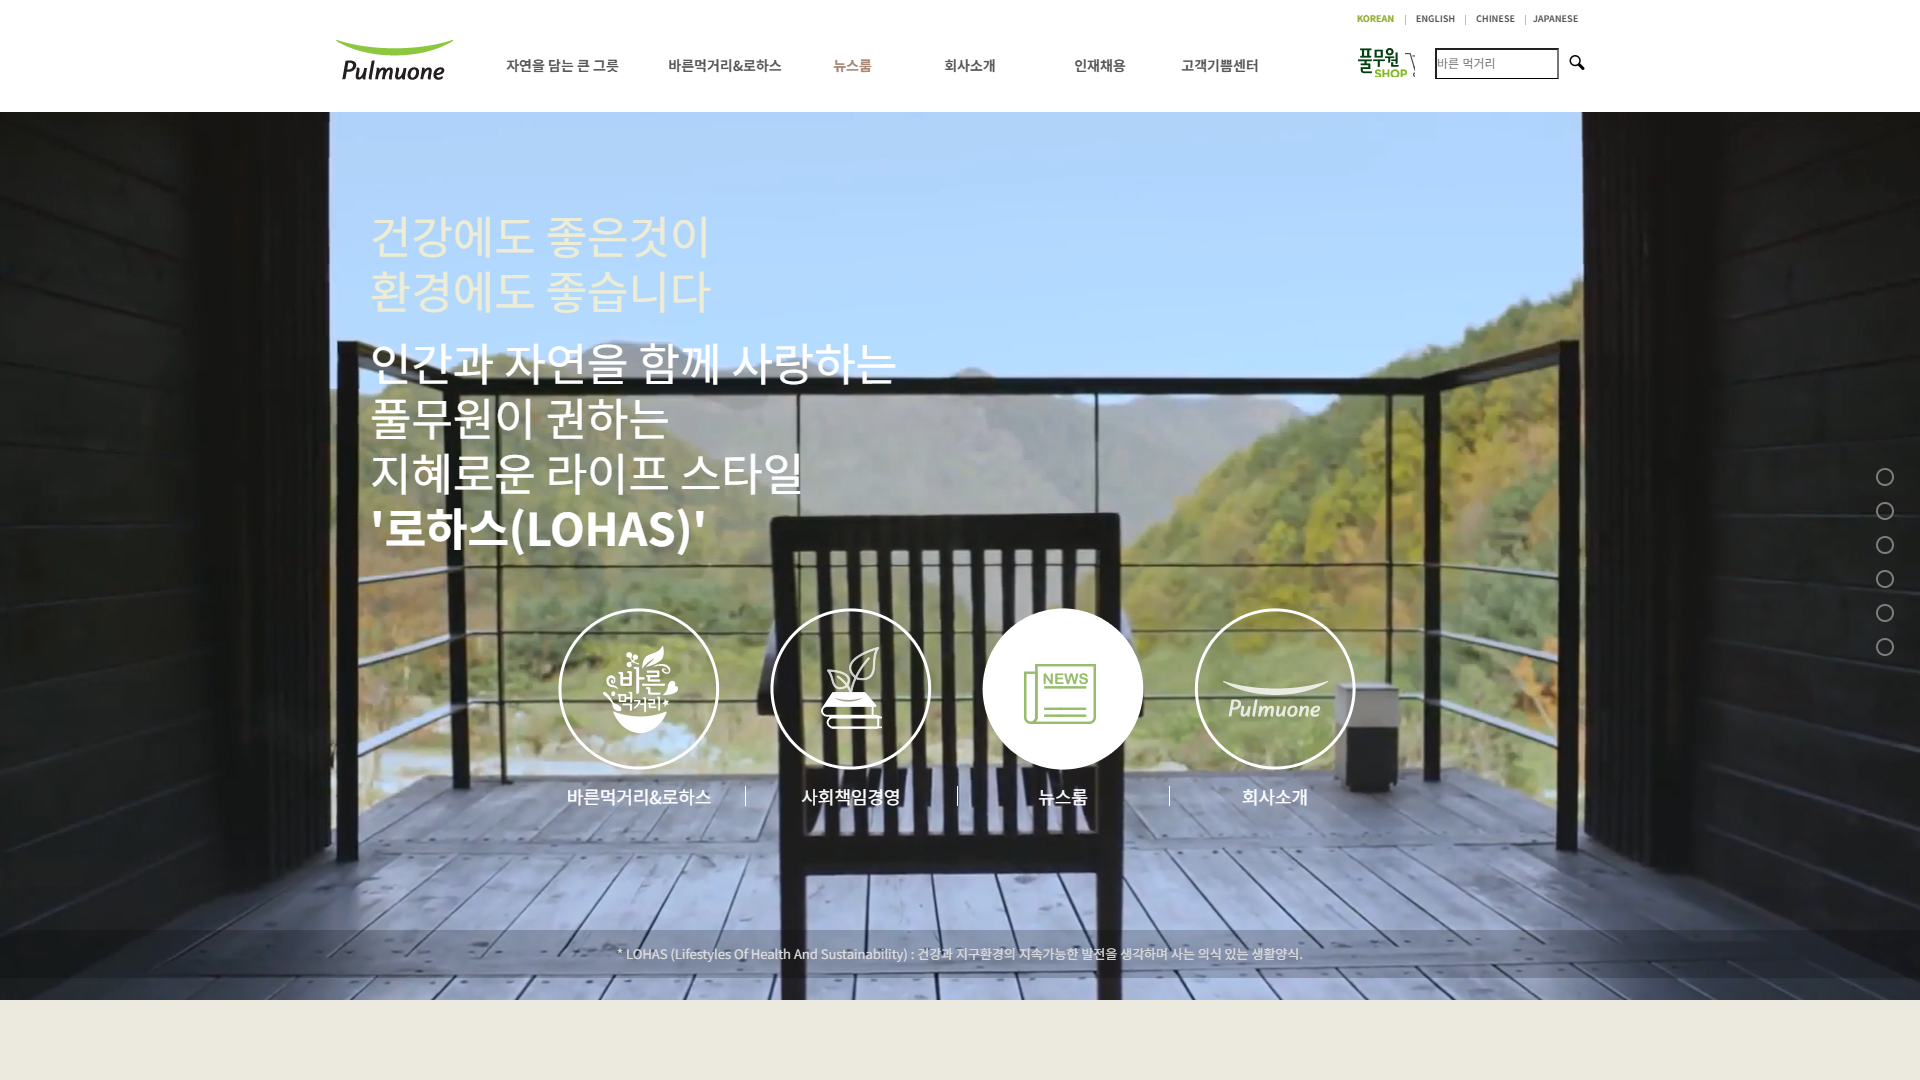 KOREAN
ENGLISH
CHINESE
JAPANESE
Pulmuone
자연을 담는 큰 그릇
바른먹거리&로하스
뉴스룸
회사소개
인재채용
고객기쁨센터
풀무원
SHOP
바른 먹거리
건강에도 좋은것이
환경에도 좋습니다
인간과 자연을 함께 사랑하는
풀무원이 권하는
지혜로운 라이프 스타일
'로하스(LOHAS)'
바른
먹거리
NEWS
Pulmuone
바른먹거리&로하스
사회책임경영
뉴스룸
회사소개
* LOHAS (Lifestyles Of Health And Sustainability) : 건강과 지구환경의 지속가능한 발전을 생각하며 사는 의식 있는 생활양식.